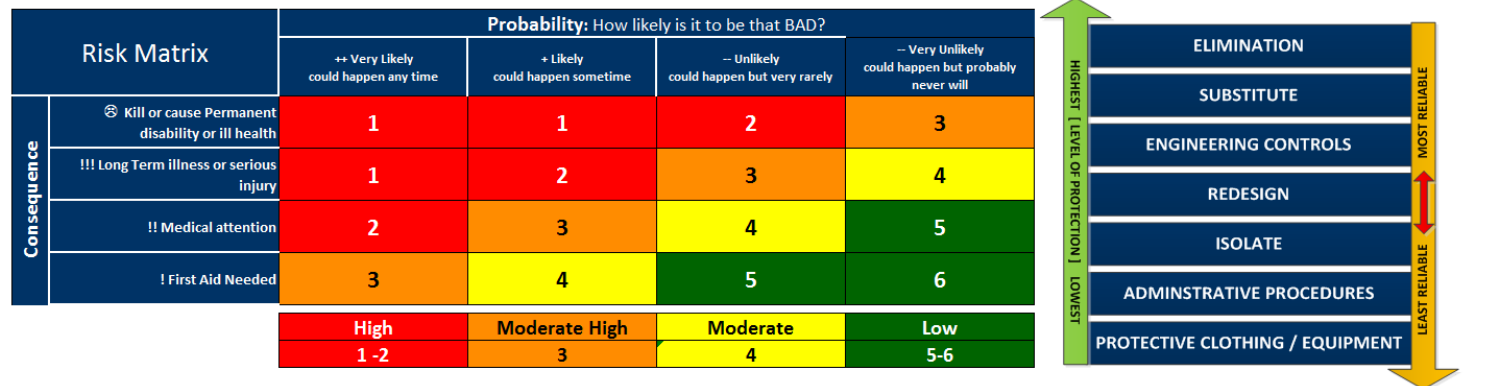 Risk Matrix
Probability: How likely is it to be that BAD?
++ Very Likely
could happen any time
+ Likely
could happen sometime
-- Unlikely
could happen but very rarely
-- Very Unlikely
could happen but probably
never will
Consequence
☹ Kill or cause Permanent
disability or ill health
1
1
2
3
!!! Long Term illness or serious
injury
1
2
3
4
!! Medical attention
2
3
4
5
! First Aid Needed
3
4
5
6
High
Moderate High
Moderate
Low
1 -2
3
4
5-6
HIGHEST [ LEVEL OF PROTECTION ] LOWEST
ELIMINATION
SUBSTITUTE
ENGINEERING CONTROLS
REDESIGN
ISOLATE
ADMINSTRATIVE PROCEDURES
PROTECTIVE CLOTHING / EQUIPMENT
MOST RELIABLE
LEAST RELIABLE